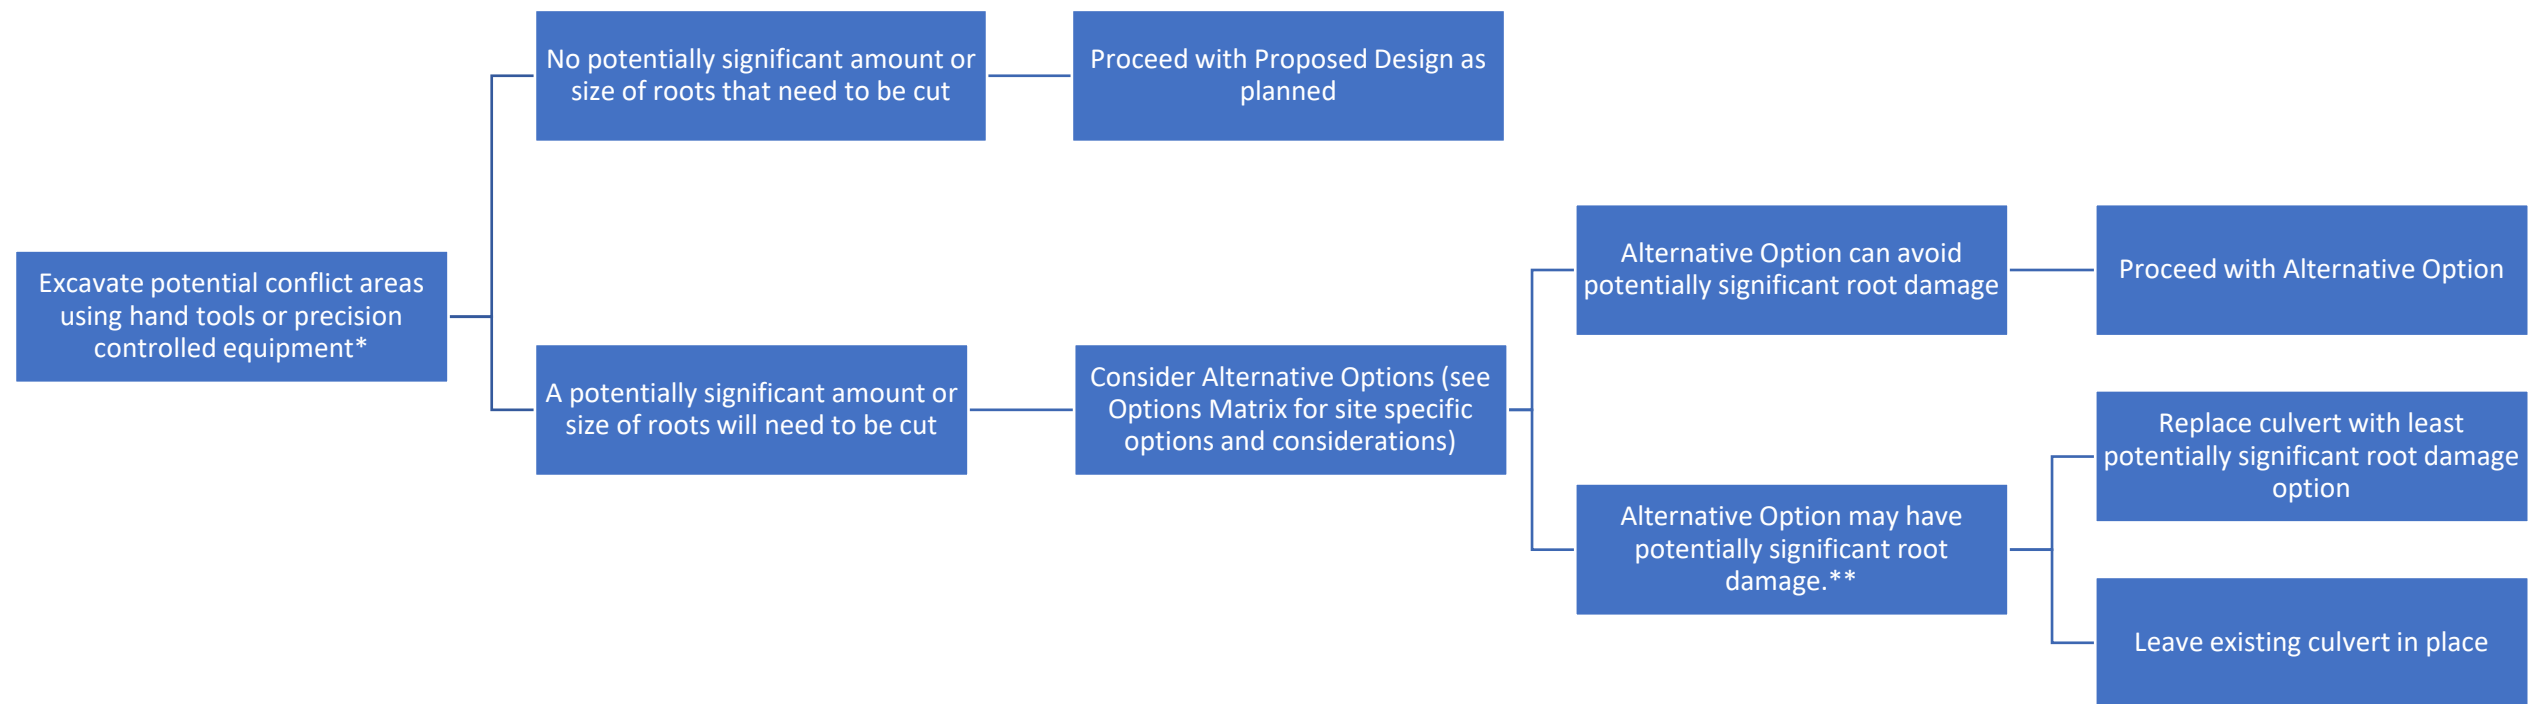 Excavate potential conflict areas
using hand tools or precision
controlled equipment*
No potentially significant amount or
size of roots that need to be cut
Proceed with Proposed Design as
planned
A potentially significant amount or
size of roots will need to be cut
Consider Alternative Options (see
Options Matrix for site specific
options and considerations)
Alternative Option can avoid
potentially significant root damage
Proceed with Alternative Option
Alternative Option may have
potentially significant root
damage.**
Replace culvert with least
potentially significant root damage
option
Leave existing culvert in place